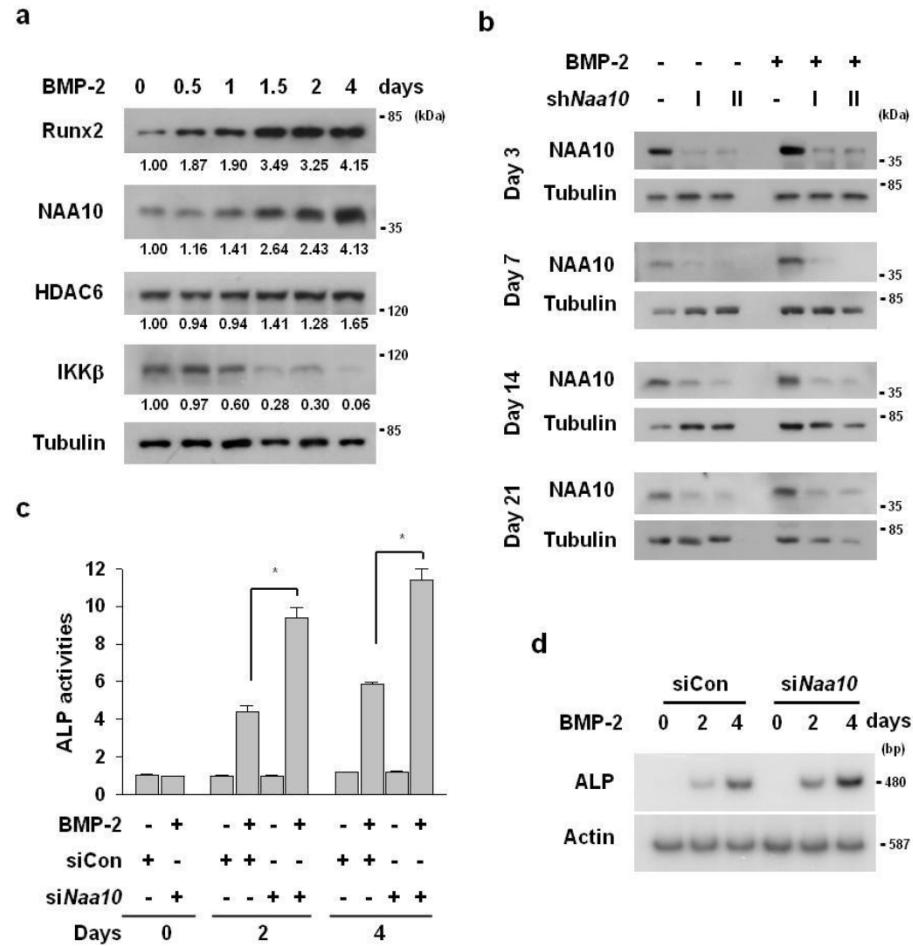 a
BMP-2 0 0.5 1 1.5 2 4 days
Runx2 - 85 (kDa)
1.00 1.87 1.90 3.49 3.25 4.15
NAA10 - 35
1.00 1.16 1.41 2.64 2.43 4.13
HDAC6 - 120
1.00 0.94 0.94 1.41 1.28 1.65
IKKβ - 120
1.00 0.97 0.60 0.28 0.30 0.06
Tubulin - 85
b
BMP-2 - - - + + +
shNaa10 - I II - I II
(kDa)
Day 3
NAA10 - 35
Tubulin - 85
Day 7
NAA10 - 35
Tubulin - 85
Day 14
NAA10 - 35
Tubulin - 85
Day 21
NAA10 - 35
Tubulin - 85
c
ALP activities
12
10
8
6
4
2
0
* *
BMP-2 - + - + - + - + - +
siCon + - + + - - + + - -
siNaa10 - + - - + + - - + +
Days 0 2 4
d
siCon siNaa10
BMP-2 0 2 4 0 2 4 days
(bp)
ALP - 480
Actin - 587